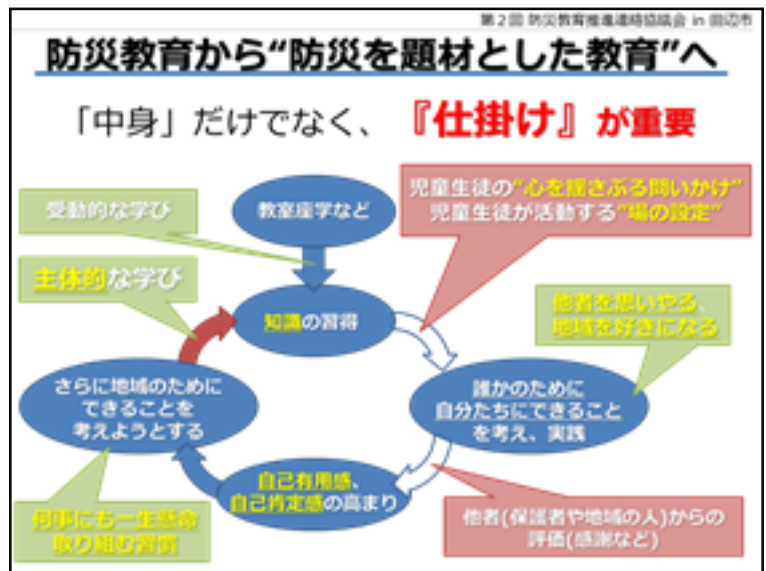 第2回 防災教育推進連絡協議会 in 田辺市
防災教育から“防災を題材とした教育”へ
「中身」だけでなく、『仕掛け』が重要
受動的な学び
教室座学など
児童生徒の“心を揺さぶる問いかけ”
児童生徒が活動する“場の設定”
主体的な学び
知識の習得
他者を思いやる、
地域を好きになる
さらに地域のために
できることを
考えようとする
誰かのために
自分たちにできること
を考え、実践
自己有用感、
自己肯定感の高まり
何事にも一生懸命
取り組む習慣
他者(保護者や地域の人)からの
評価(感謝など)